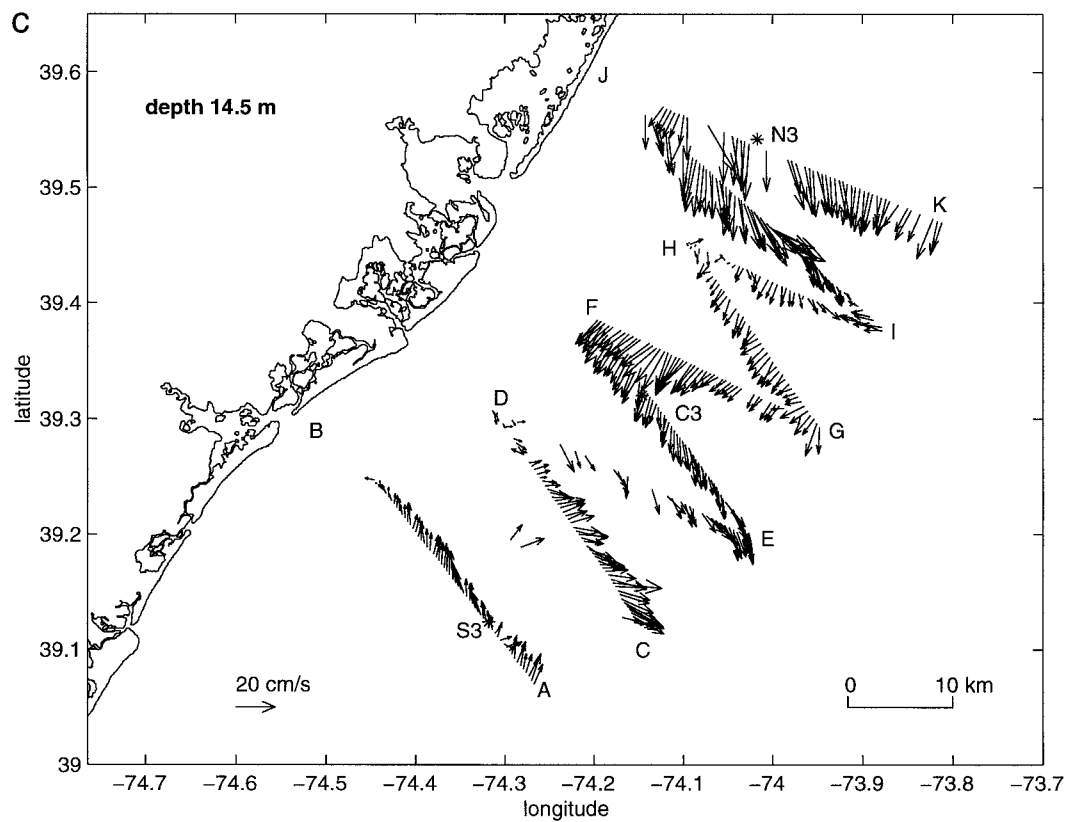 C
39.6
39.5
39.4
39.3
39.2
39.1
39
latitude
depth 14.5 m
J
N3
K
H
I
F
C3
G
D
B
E
S3
C
A
20 cm/s
0 10 km
−74.7 −74.6 −74.5 −74.4 −74.3 −74.2 −74.1 −74 −73.9 −73.8 −73.7
longitude